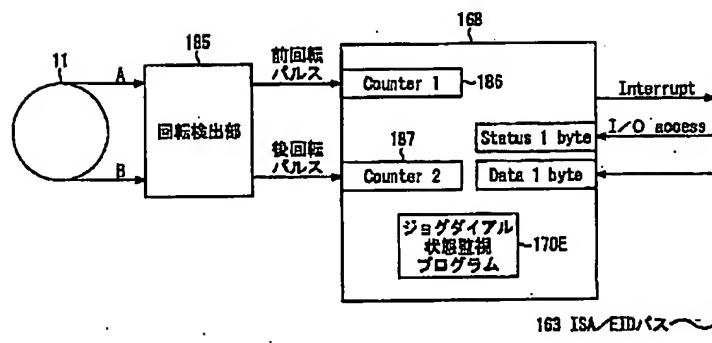 168
185
11
A
前回転
パルス
Counter 1
186
Interrupt
回転検出部
I/O access
Status 1 byte
後回転
パルス
187
B
Counter 2
Data 1 byte
ジョグダイアル
状態監視
プログラム
170E
163 ISA/EIDバス